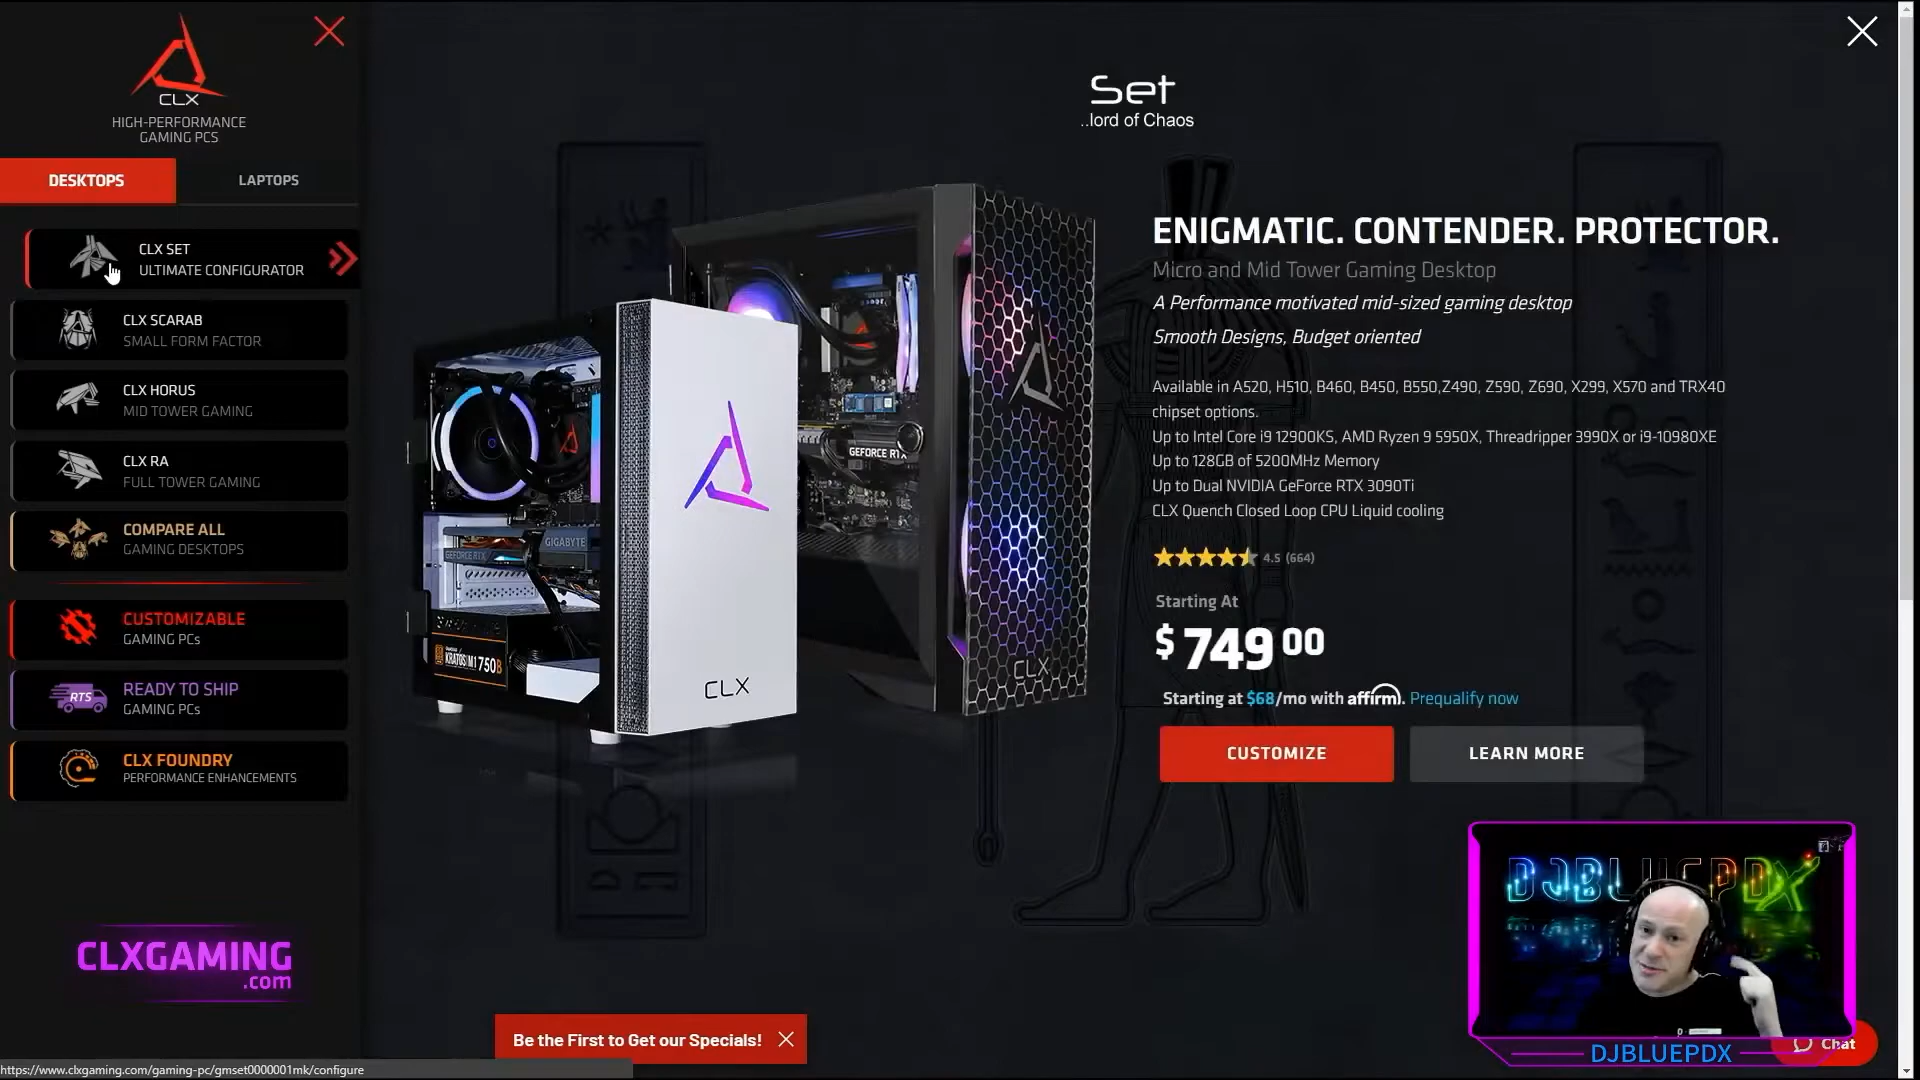 CLX
HIGH-PERFORMANCE
GAMING PCS
DESKTOPS
LAPTOPS
CLX SET
ULTIMATE CONFIGURATOR
CLX SCARAB
SMALL FORM FACTOR
CLX HORUS
MID TOWER GAMING
CLX RA
FULL TOWER GAMING
COMPARE ALL
GAMING DESKTOPS
CUSTOMIZABLE
GAMING PCs
RTS
READY TO SHIP
GAMING PCs
CLX FOUNDRY
PERFORMANCE ENHANCEMENTS
CLXGAMING
.com
Set
..lord of Chaos
ENIGMATIC. CONTENDER. PROTECTOR.
Micro and Mid Tower Gaming Desktop
A Performance motivated mid-sized gaming desktop
Smooth Designs, Budget oriented
Available in A520, H510, B460, B450, B550,Z490, Z590, Z690, X299, X570 and TRX40
chipset options.
Up to Intel Core i9 12900KS, AMD Ryzen 9 5950X, Threadripper 3990X or i9-10980XE
Up to 128GB of 5200MHz Memory
Up to Dual NVIDIA GeForce RTX 3090Ti
CLX Quench Closed Loop CPU Liquid cooling
4.5 (664)
Starting At
$ 749 00
Starting at $68/mo with affirm. Prequalify now
CUSTOMIZE
LEARN MORE
GEFORCE RTX
GEFORCE RTX
GIGABYTE
KRATOS M1 750B
CLX
CLX
DJBLUEPDX
DJBLUEPDX
Chat
Be the First to Get our Specials!
https://www.clxgaming.com/gaming-pc/gmset0000001mk/configure